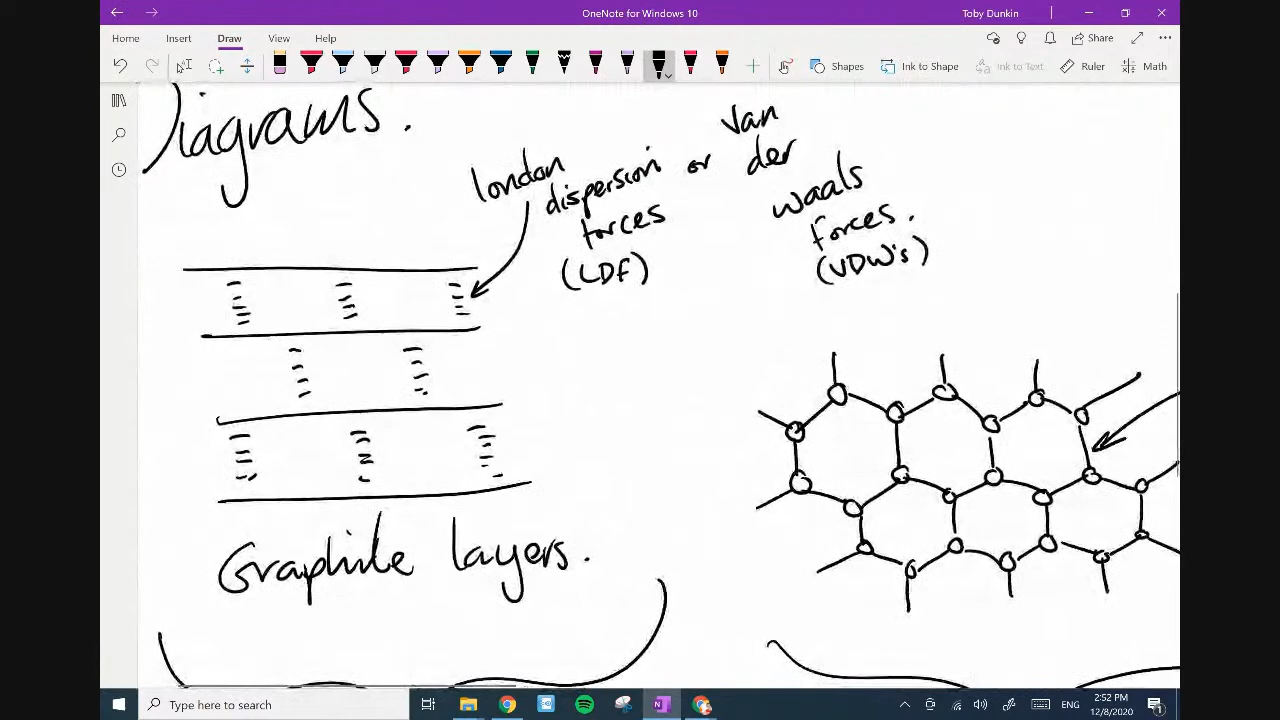 OneNote for Windows 10
Toby Dunkin
Home
Insert
Draw
View
Help
Share
Shapes
Ink to Shape
Ink to Text
Ruler
Math
Diagrams.
london
dispersion
forces
(LDF)
or
Van
der
waals
forces.
(VDW's)
Graphite layers.
Type here to search
ENG
2:52 PM
12/8/2020